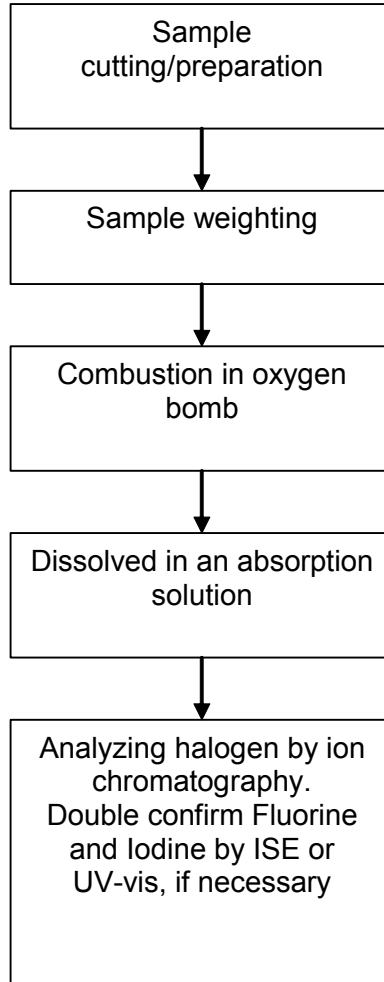 Sample
cutting/preparation
Sample weighting
Combustion in oxygen
bomb
Dissolved in an absorption
solution
Analyzing halogen by ion
chromatography.
Double confirm Fluorine
and Iodine by ISE or
UV-vis, if necessary